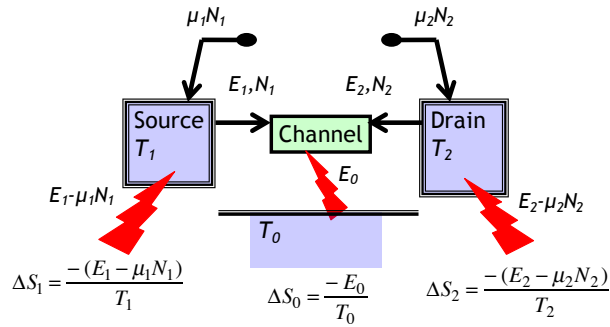 μ₁N₁
μ₂N₂
E₁,N₁
E₂,N₂
Source
T₁
Channel
Drain
T₂
E₁-μ₁N₁
E₀
E₂-μ₂N₂
T₀
ΔS₁ = −(E₁ − μ₁N₁) / T₁
ΔS₀ = −E₀ / T₀
ΔS₂ = −(E₂ − μ₂N₂) / T₂